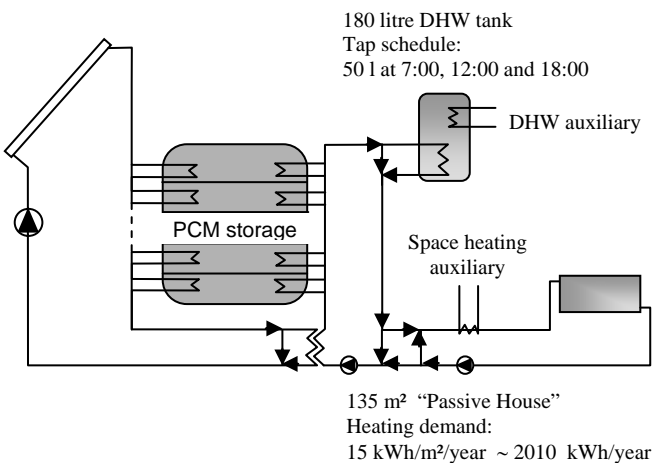 180 litre DHW tank
Tap schedule:
50 l at 7:00, 12:00 and 18:00
DHW auxiliary
PCM storage
Space heating
auxiliary
135 m² “Passive House”
Heating demand:
15 kWh/m²/year ~ 2010 kWh/year